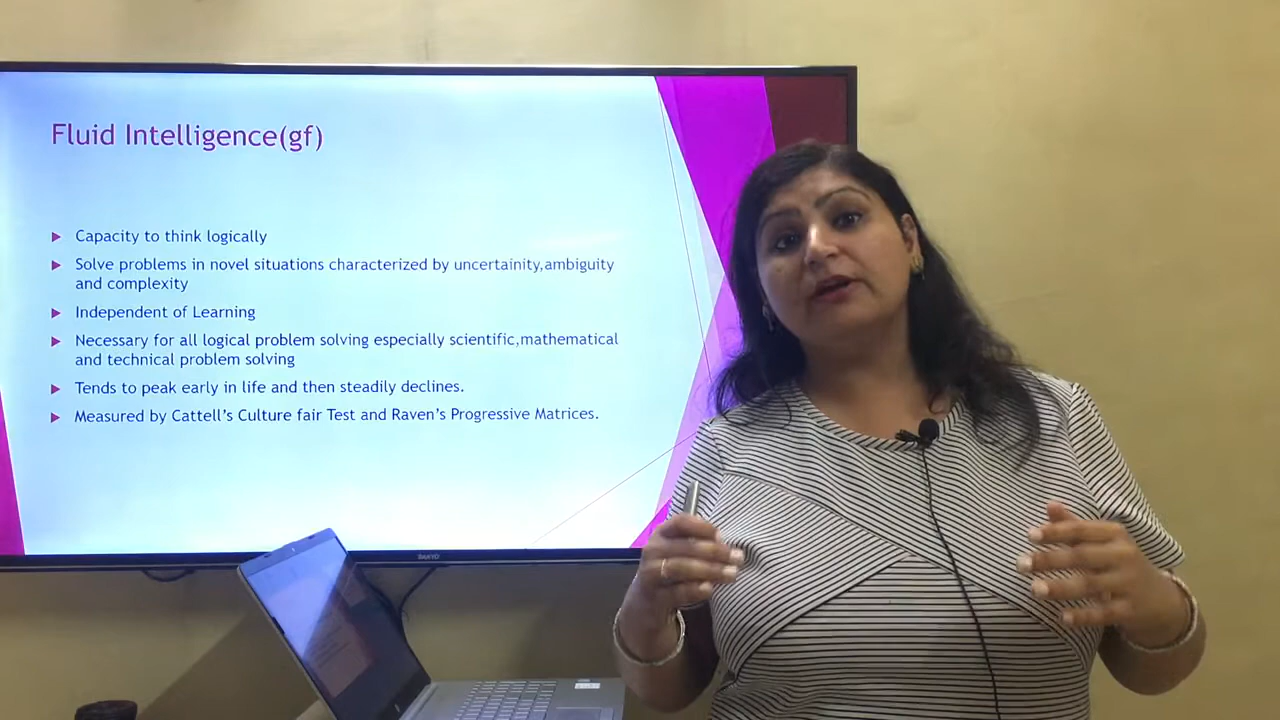 Fluid Intelligence(gf)
Capacity to think logically
Solve problems in novel situations characterized by uncertainity,ambiguity
and complexity
Independent of Learning
Necessary for all logical problem solving especially scientific,mathematical
and technical problem solving
Tends to peak early in life and then steadily declines.
Measured by Cattell's Culture fair Test and Raven's Progressive Matrices.
SANYO